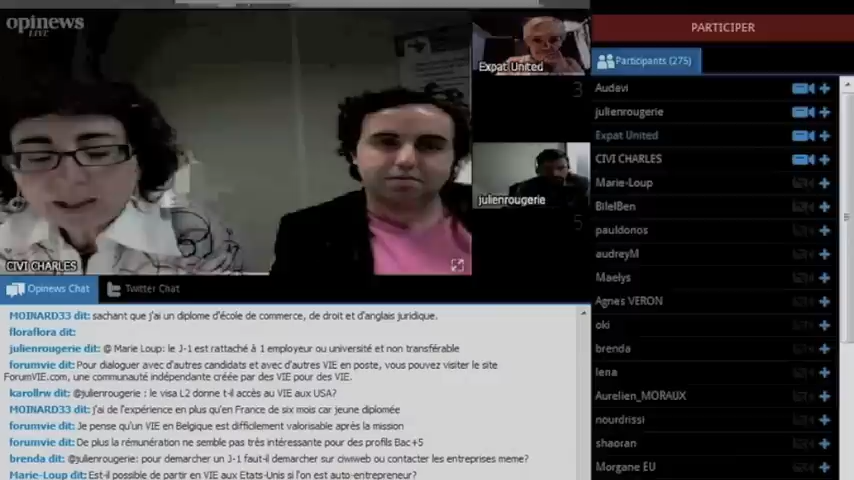 opinews
LIVE
PARTICIPER
Expat United
3
Participants (275)
Audavi
julienrougerie
Expat United
CIVI CHARLES
Marie-Loup
julienrougerie
BilelBen
5
pauldonos
audreyM
CIVI CHARLES
Maelys
Opinews Chat
Twitter Chat
Agnes VERON
MOINARD33 dit: sachant que j'ai un diplome d'école de commerce, de droit et d'anglais juridique.
floraflora dit:
julienrougerie dit: @ Marie Loup: le J-1 est rattaché à 1 employeur ou université et non transférable
forumvie dit: Pour dialoguer avec d'autres candidats et avec d'autres VIE en poste, vous pouvez visiter le site
ForumVIE.com, une communauté indépendante créée par des VIE pour des VIE.
karollrw dit: @julienrougerie : le visa L2 donne t-il accès au VIE aux USA?
MOINARD33 dit: j'ai de l'expérience en plus qu'en France de six mois car jeune diplomée
forumvie dit: Je pense qu'un VIE en Belgique est difficilement valorisable après la mission
forumvie dit: De plus la rémunération ne semble pas très intéressante pour des profils Bac+5
brenda dit: @julienrougerie: pour demarcher un J-1 faut-il demarcher sur ciwiweb ou contacter les entreprises meme?
Marie-Loup dit: Est-il possible de partir en VIE aux Etats-Unis si l'on est auto-entrepreneur?
oki
brenda
lena
Aurelien_MORAUX
nourdrissi
shaoran
Morgane EU